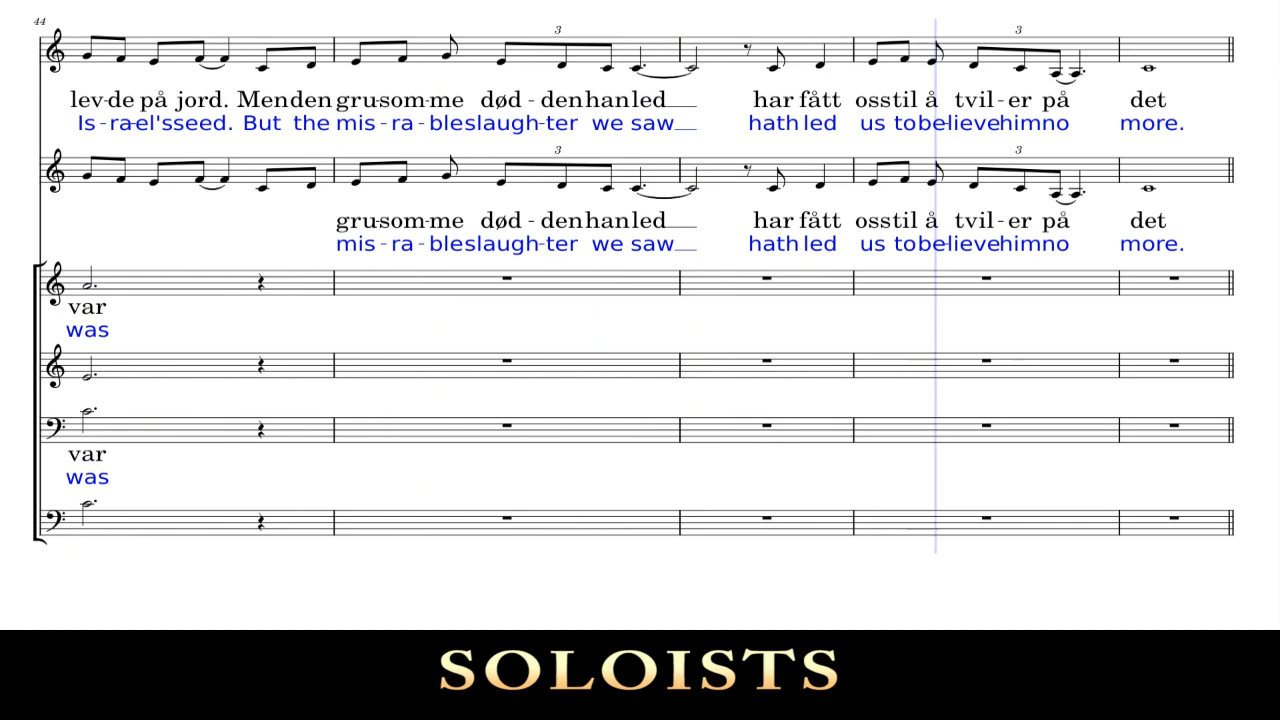 44
3
3
lev-de på jord. Men den gru-som-me død - den han led har fått oss til å tvil-er på det
Is-ra-el's seed. But the mis-ra-ble slaugh-ter we saw hath led us to be-lieve him no more.
3
3
gru-som-me død - den han led har fått oss til å tvil-er på det
mis-ra-ble slaugh-ter we saw hath led us to be-lieve him no more.
var
was
var
was
SOLOISTS